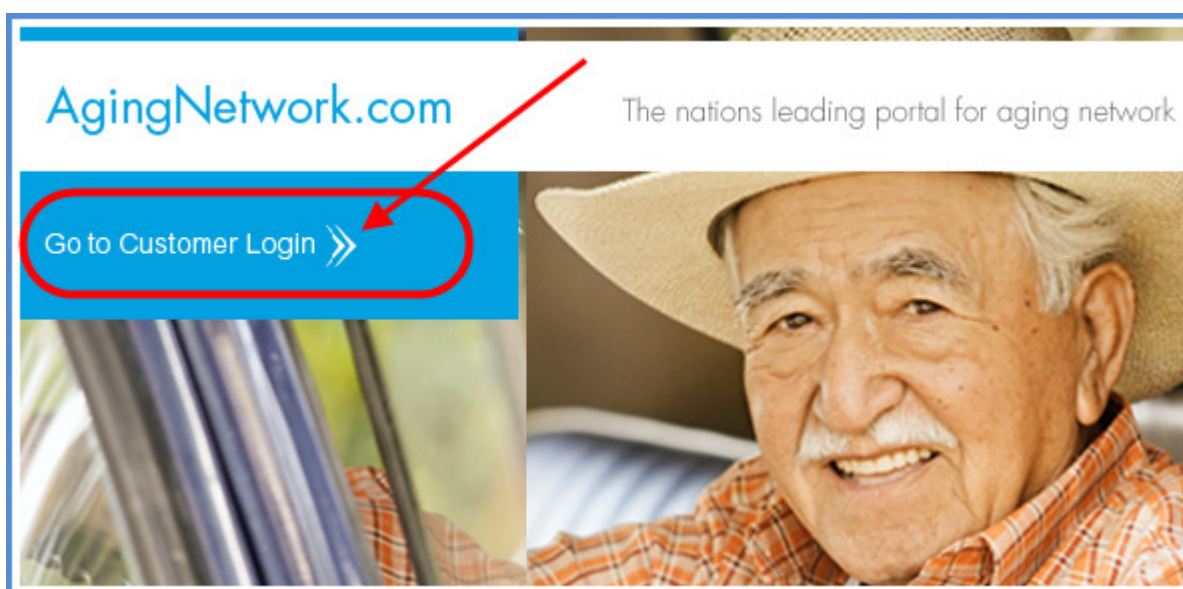 AgingNetwork.com
The nations leading portal for aging network
Go to Customer Login